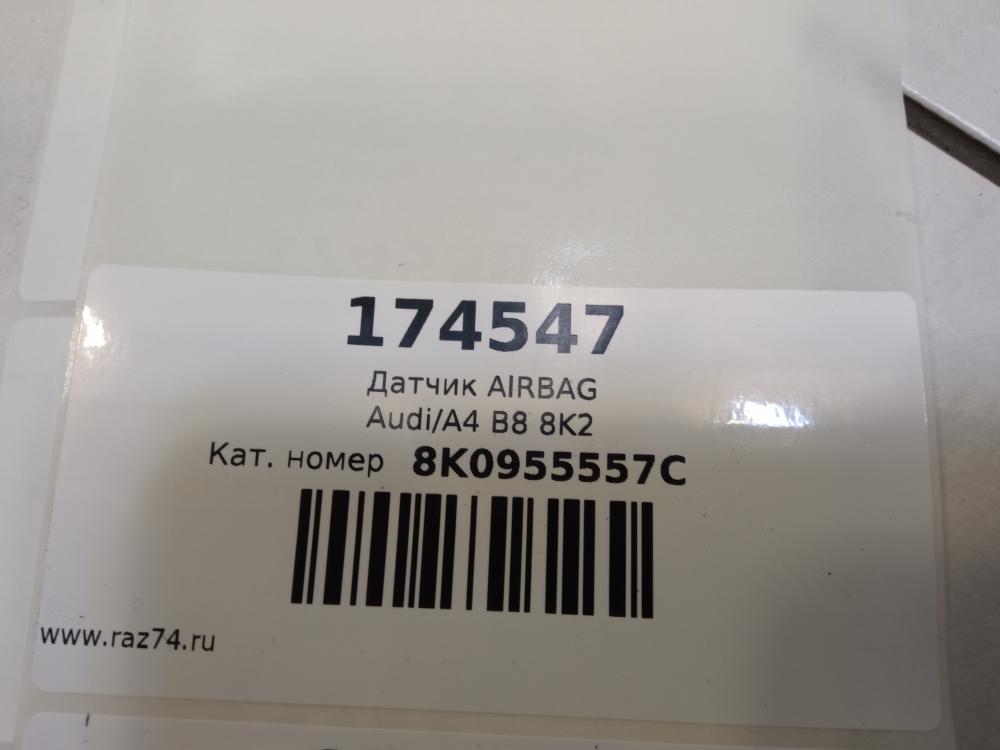 174547
Датчик AIRBAG
Audi/A4 B8 8K2
Кат. номер 8K0955557C
www.raz74.ru